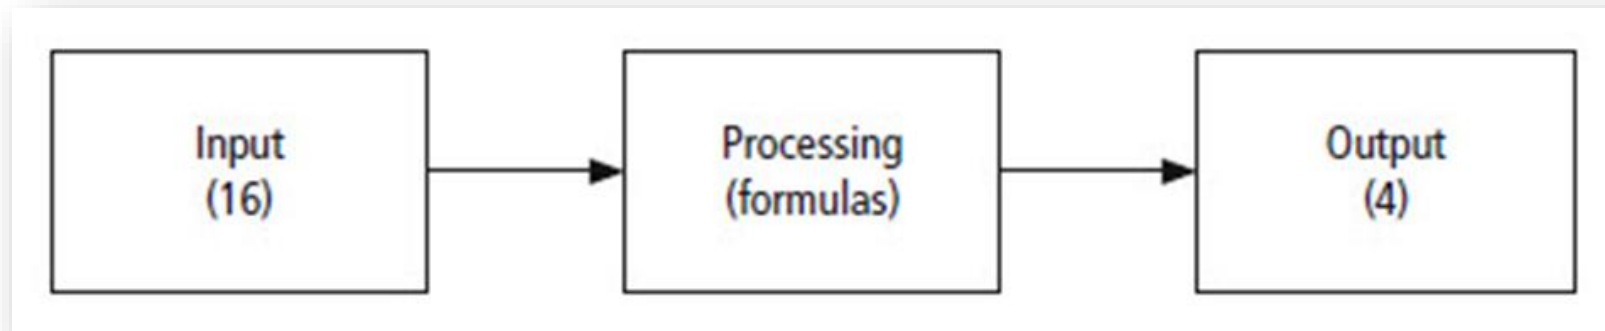 Input
(16)
Processing
(formulas)
Output
(4)